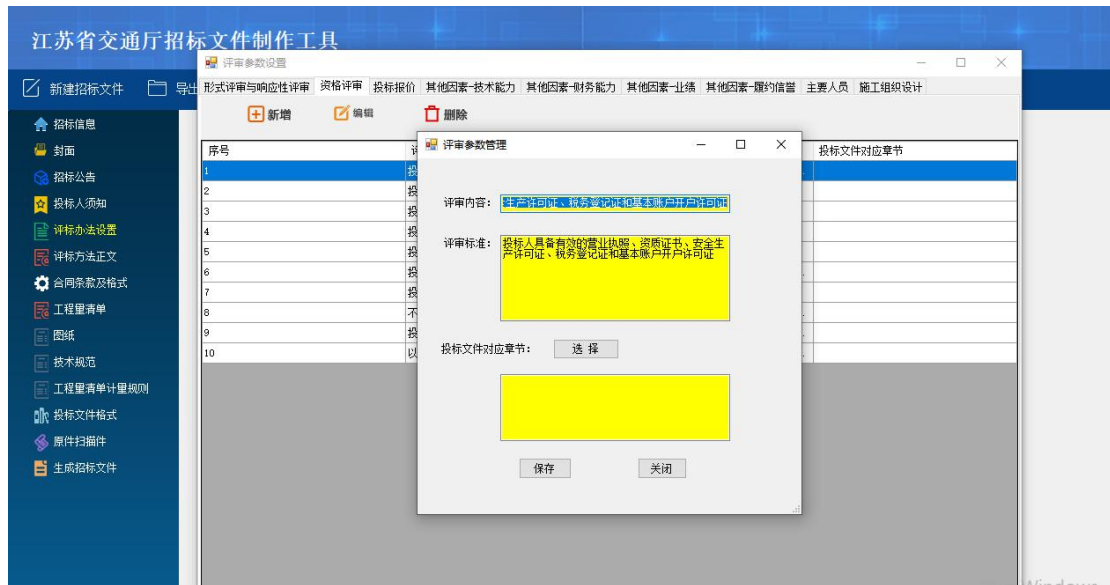 江苏省交通厅招标文件制作工具
评审参数设置
新建招标文件
导出
形式评审与响应性评审 资格评审 投标报价 其他因素-技术能力 其他因素-财务能力 其他因素-业绩 其他因素-履约信誉 主要人员 施工组织设计
新增 编辑 删除
招标信息
封面
招标公告
投标人须知
评标办法设置
评标方法正文
合同条款及格式
工程量清单
图纸
技术规范
工程量清单计量规则
投标文件格式
原件扫描件
生成招标文件
序号 投标文件对应章节
1 投
2 投
3 投
4 投
5 投
6 投
7 投
8 不
9 投
10 以
评审参数管理
评审内容: 生产许可证、税务登记证和基本账户开户许可证
评审标准: 投标人具备有效的营业执照、资质证书、安全生
产许可证、税务登记证和基本账户开户许可证
投标文件对应章节: 选 择
保存 关闭